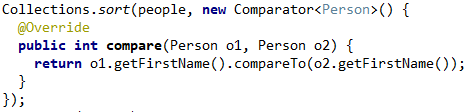 Collections.sort(people, new Comparator<Person>() {
  @Override
  public int compare(Person o1, Person o2) {
    return o1.getFirstName().compareTo(o2.getFirstName());
  }
});